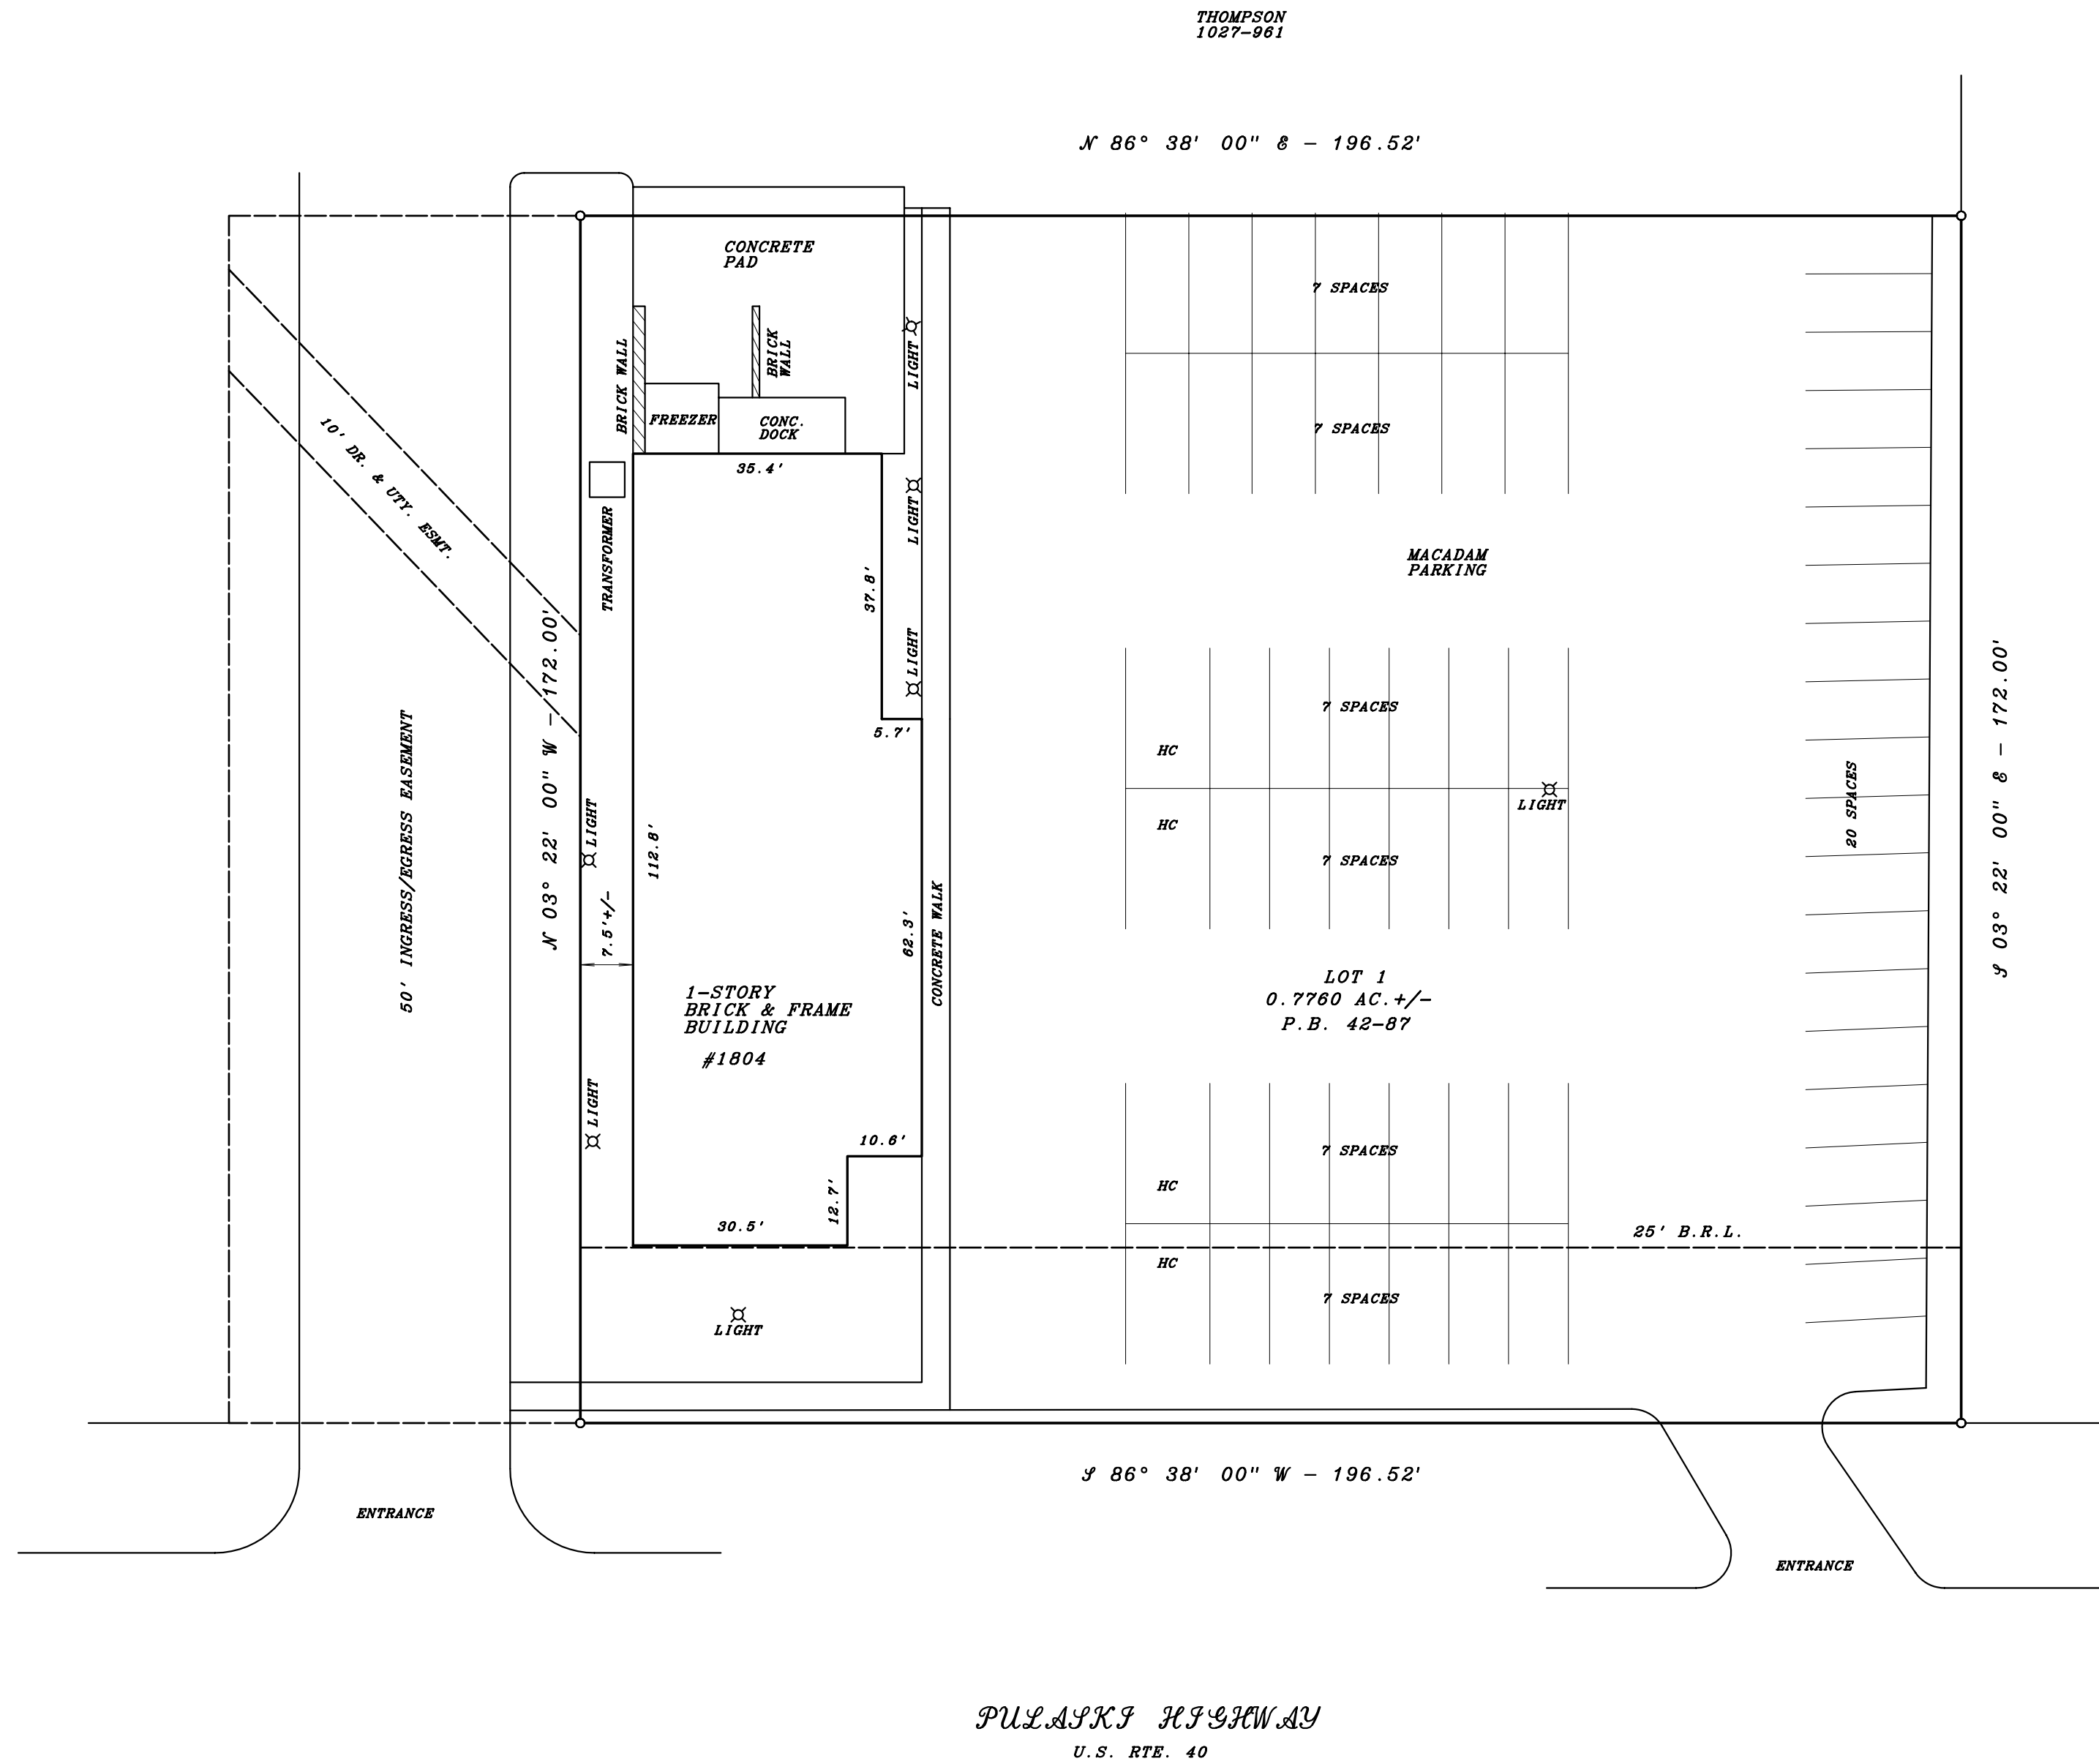 THOMPSON
1027-961
N 86° 38' 00" E - 196.52'
CONCRETE
PAD
7 SPACES
BRICK WALL
BRICK
WALL
LIGHT
FREEZER
CONC.
DOCK
7 SPACES
10' DR. & UTY. ESMT.
35.4'
TRANSFORMER
LIGHT
37.8'
MACADAM
PARKING
LIGHT
5.7'
N 03° 22' 00" W - 172.00'
S 03° 22' 00" E - 172.00'
7 SPACES
HC
LIGHT
HC
7 SPACES
20 SPACES
50' INGRESS/EGRESS EASEMENT
LIGHT
112.8'
7.5'+/-
62.3'
CONCRETE WALK
1-STORY
BRICK & FRAME
BUILDING
#1804
LOT 1
0.7760 AC.+/-
P.B. 42-87
LIGHT
10.6'
12.7'
30.5'
7 SPACES
HC
25' B.R.L.
HC
7 SPACES
LIGHT
S 86° 38' 00" W - 196.52'
ENTRANCE
ENTRANCE
PULASKI HIGHWAY
U.S. RTE. 40